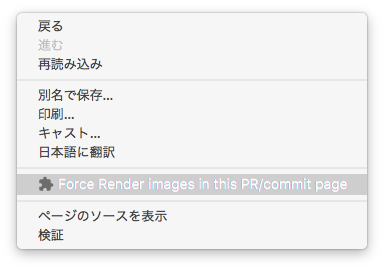 戻る
進む
再読み込み
別名で保存...
印刷...
キャスト...
日本語に翻訳
Force Render images in this PR/commit page
ページのソースを表示
検証